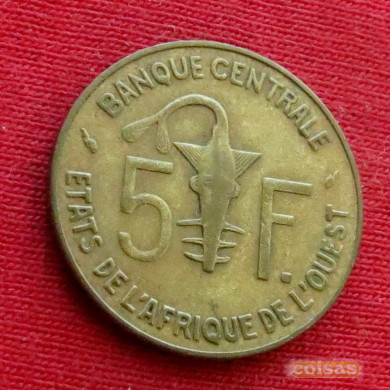 BANQUE CENTRALE
5 F.
ETATS DE L'AFRIQUE DE L'OUEST
coisas